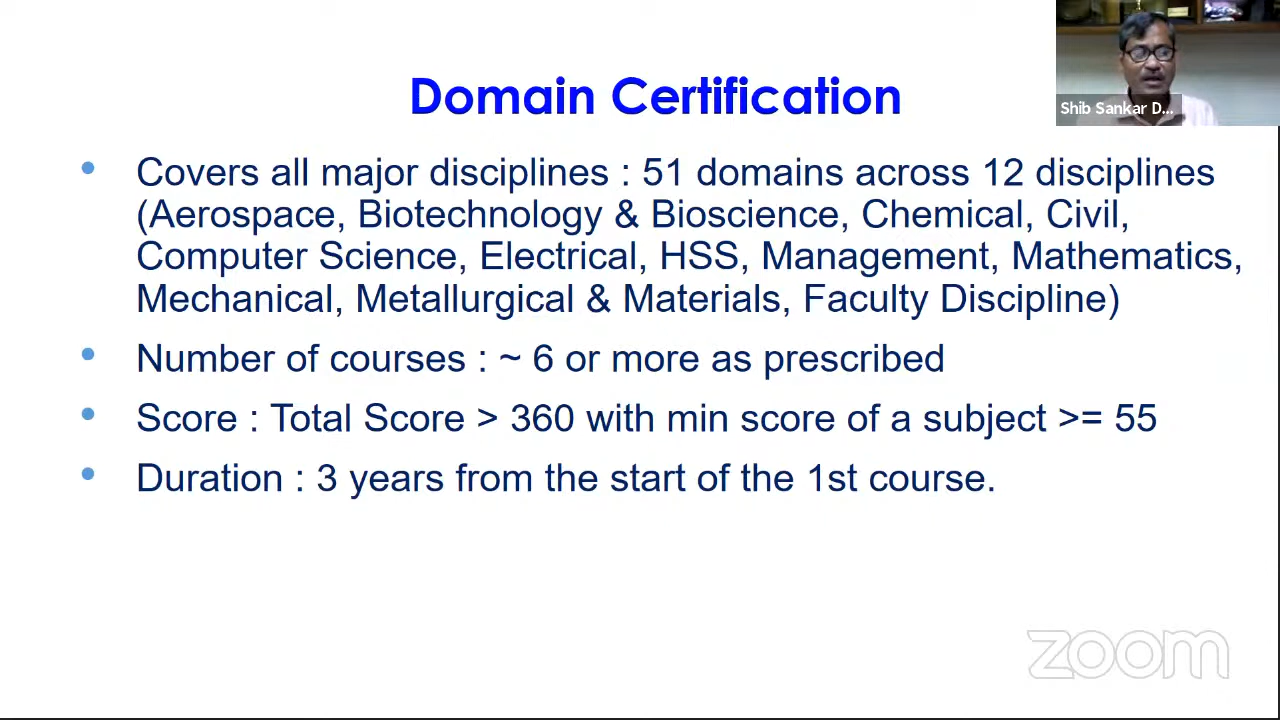 Domain Certification
Shib Sankar D...
• Covers all major disciplines : 51 domains across 12 disciplines
(Aerospace, Biotechnology & Bioscience, Chemical, Civil,
Computer Science, Electrical, HSS, Management, Mathematics,
Mechanical, Metallurgical & Materials, Faculty Discipline)
• Number of courses : ~ 6 or more as prescribed
• Score : Total Score > 360 with min score of a subject >= 55
• Duration : 3 years from the start of the 1st course.
zoom